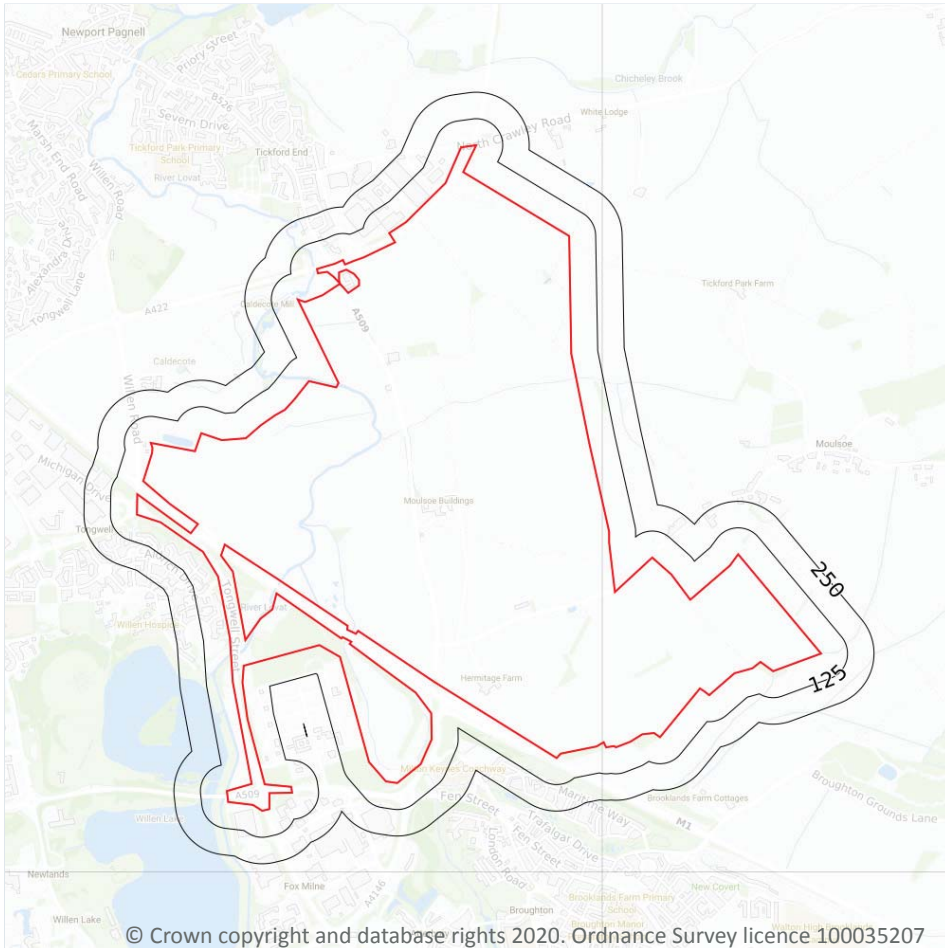 Newport Pagnell
Priory Street
Cedars Primary School
Chicheley Brook
B526
White Lodge
Severn Drive
North Crawley Road
Marsh End Road
Tickford Park Primary
School
Tickford End
Willen Road
River Lovat
Alexandra Drive
Tongwell Lane
Tickford Park Farm
Caldecote Mill
A422
A509
Caldecote
Willen Road
Moulsoe
Michigan Drive
Moulsoe Buildings
Tongwell
250
River Lovat
Willen Hospice
Tongwell Street
Hermitage Farm
125
Milton Keynes Coachway
A509
Fen Street
Maritime Way
Brooklands Farm Cottages
Broughton Grounds Lane
Willen Lake
Trafalgar Drive
M1
Fen Street
London Road
Newlands
Fox Milne
A4146
New Covert
Brooklands Farm Primary
School
Willen Lake
Broughton
Broughton Manor
© Crown copyright and database rights 2020. Ordnance Survey licence 100035207